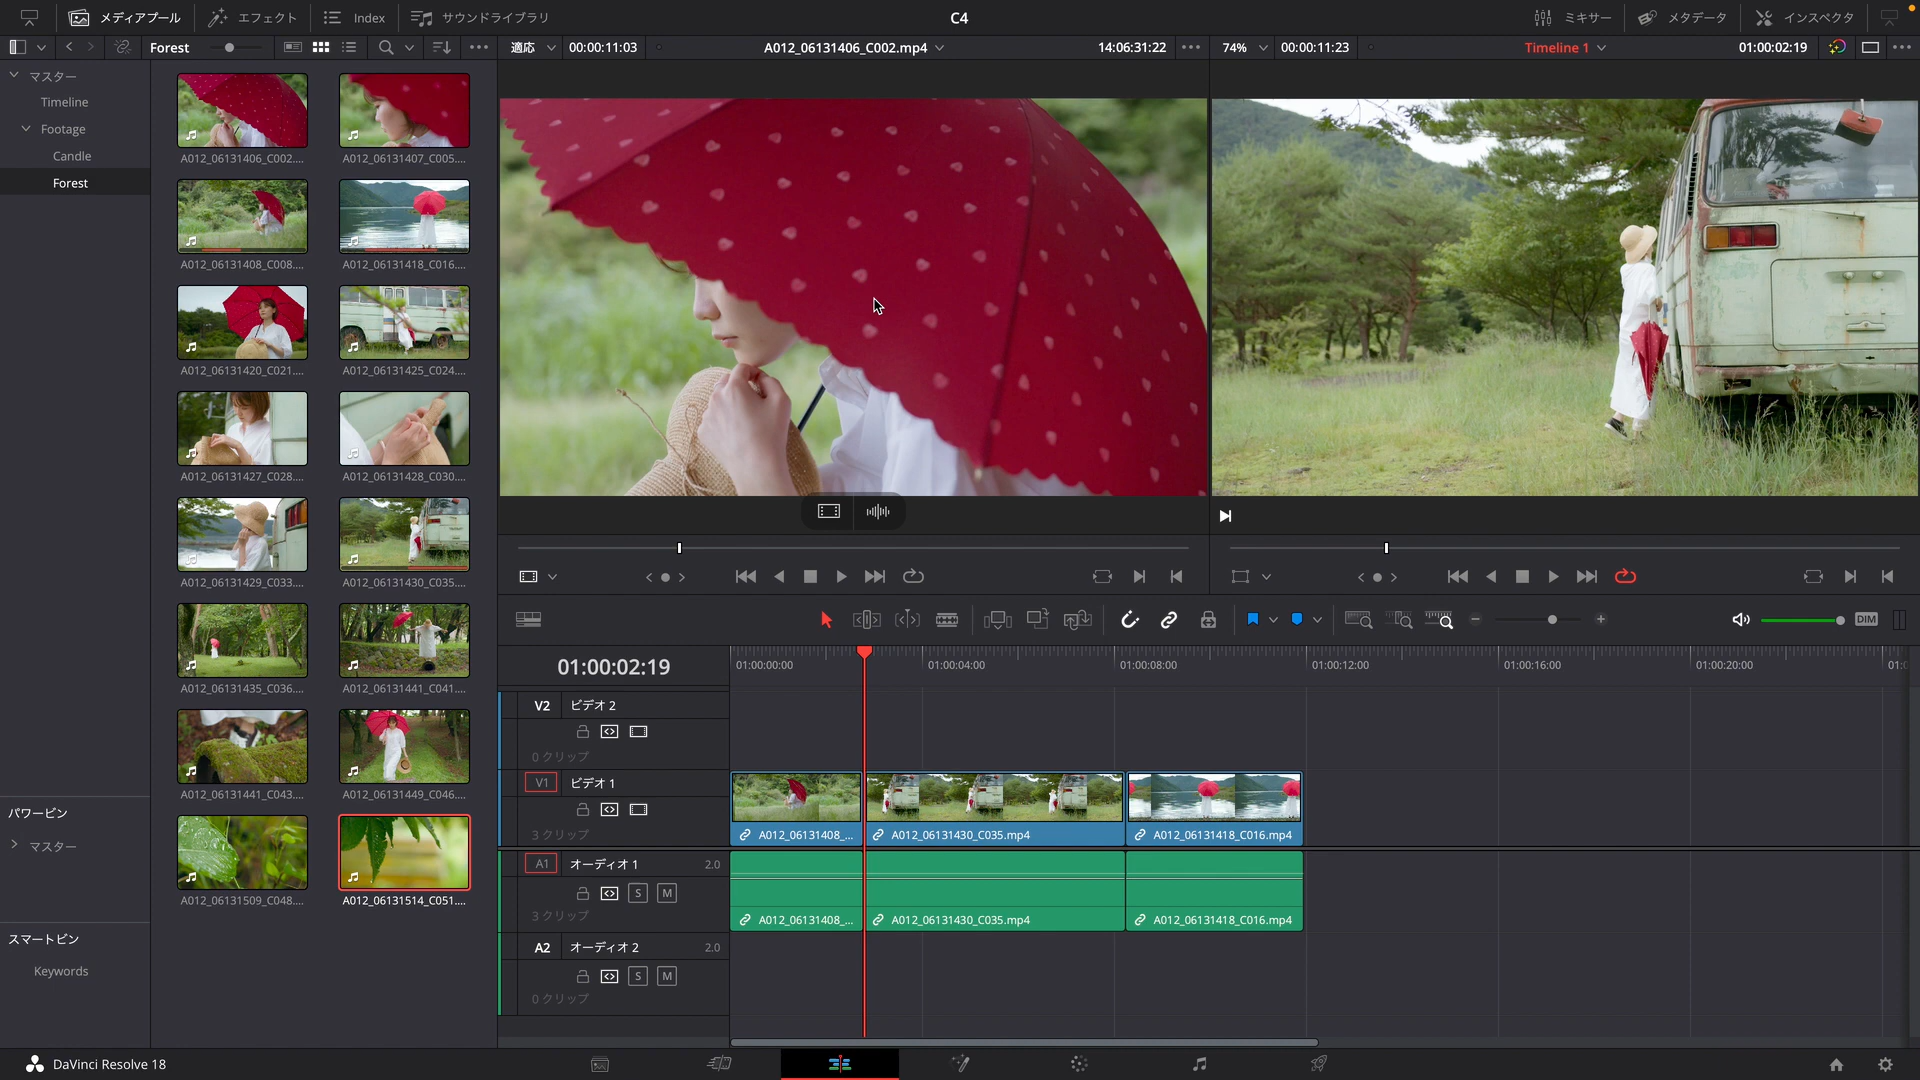 メディアプール エフェクト Index サウンドライブラリ C4 ミキサー メタデータ インスペクタ
Forest 適応 00:00:11:03 A012_06131406_C002.mp4 14:06:31:22 74% 00:00:11:23 Timeline 1 01:00:02:19
マスター
Timeline
Footage
Candle
Forest
A012_06131406_C002.... A012_06131407_C005....
A012_06131408_C008.... A012_06131418_C016....
A012_06131420_C021.... A012_06131425_C024....
A012_06131427_C028.... A012_06131428_C030....
A012_06131429_C033.... A012_06131430_C035....
A012_06131435_C036.... A012_06131441_C041....
A012_06131441_C043.... A012_06131449_C046....
A012_06131509_C048.... A012_06131514_C051....
パワービン
マスター
スマートビン
Keywords
DIM
01:00:02:19
01:00:00:00 01:00:04:00 01:00:08:00 01:00:12:00 01:00:16:00 01:00:20:00
V2 ビデオ 2
0 クリップ
V1 ビデオ 1
3 クリップ
A012_06131408_... A012_06131430_C035.mp4 A012_06131418_C016.mp4
A1 オーディオ 1 2.0
S M
3 クリップ
A012_06131408_... A012_06131430_C035.mp4 A012_06131418_C016.mp4
A2 オーディオ 2 2.0
S M
0 クリップ
DaVinci Resolve 18